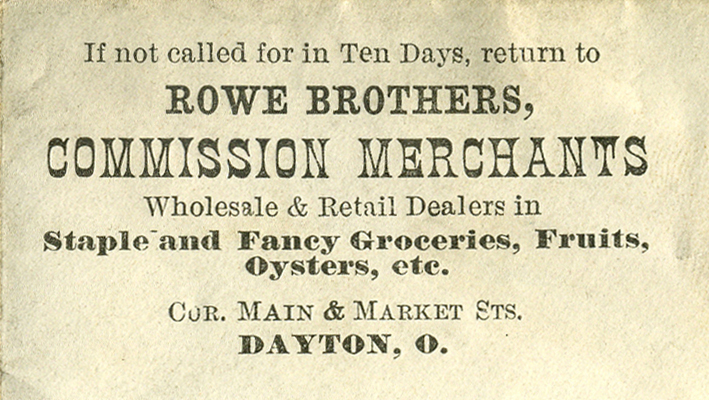 If not called for in Ten Days, return to
ROWE BROTHERS,
COMMISSION MERCHANTS
Wholesale & Retail Dealers in
Staple and Fancy Groceries, Fruits,
Oysters, etc.
COR. MAIN & MARKET STS.
DAYTON, O.